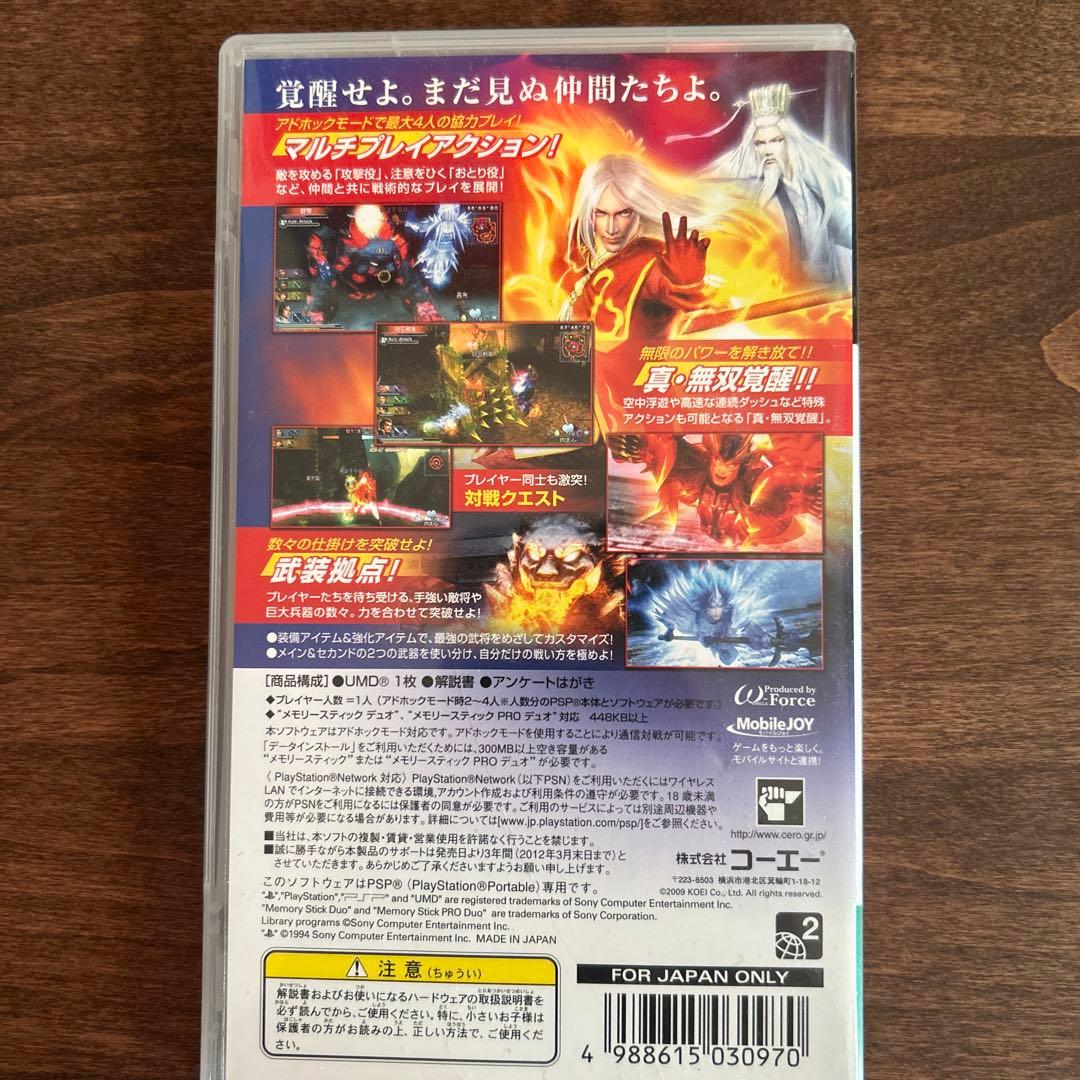 覚醒せよ。まだ見ぬ仲間たちよ。
アドホックモードで最大4人の協力プレイ!
マルチプレイアクション!
敵を攻める「攻撃役」、注意をひく「おとり役」
など、仲間と共に戦術的なプレイを展開!
無限のパワーを解き放て!!
真・無双覚醒!!
空中浮遊や高速な連続ダッシュなど特殊
アクションも可能となる「真・無双覚醒」。
プレイヤー同士も激突!
対戦クエスト
数々の仕掛けを突破せよ!
武装拠点!
プレイヤーたちを待ち受ける、手強い敵将や
巨大兵器の数々。力を合わせて突破せよ!
●装備アイテム&強化アイテムで、最強の武将をめざしてカスタマイズ!
●メイン&セカンドの2つの武器を使い分け、自分だけの戦い方を極めよ!
[商品構成]●UMD® 1枚 ●解説書 ●アンケートはがき
◆プレイヤー人数=1人(アドホックモード時2〜4人※人数分のPSP®本体とソフトウェアが必要です。)
◆"メモリースティック デュオ"、"メモリースティック PRO デュオ"対応 448KB以上
本ソフトウェアはアドホックモード対応です。アドホックモードを使用することにより通信対戦が可能です。
「データインストール」をご利用いただくためには、300MB以上空き容量がある
"メモリースティック"または"メモリースティック PRO デュオ"が必要です。
〈PlayStation®Network 対応〉PlayStation®Network(以下PSN)をご利用いただくにはワイヤレス
LANでインターネットに接続できる環境、アカウント作成および利用条件の遵守が必要です。18歳未満
の方がPSNをご利用になるには保護者の同意が必要です。ご利用のサービスによっては別途周辺機器や
費用等が必要になる場合があります。詳細については[www.jp.playstation.com/psp/]をご参照ください。
■当社は、本ソフトの複製・賃貸・営業使用を許諾なく行うことを禁じます。
■誠に勝手ながら本製品のサポートは発売日より3年間(2012年3月末日まで)と
させていただきます。あらかじめご了承くださいますようお願い申し上げます。
このソフトウェアはPSP®(PlayStation®Portable)専用です。
" ","PlayStation","PSP" and "UMD" are registered trademarks of Sony Computer Entertainment Inc.
"Memory Stick Duo" and "Memory Stick PRO Duo" are trademarks of Sony Corporation.
Library programs ©Sony Computer Entertainment Inc.
" " ©1994 Sony Computer Entertainment Inc. MADE IN JAPAN
Produced by
ω-Force
MobileJOY
モバイルジョイ
ゲームをもっと楽しく。
モバイルサイトと連携!
http://www.cero.gr.jp/
株式会社 コーエー®
〒223-8503 横浜市港北区箕輪町1-18-12
©2009 KOEI Co., Ltd. All rights reserved.
2
注意(ちゅうい)
解説書およびお使いになるハードウェアの取扱説明書を
必ず読んでから、ご使用ください。特に、小さいお子様は
保護者の方がお読みの上、正しい方法で、ご使用くだ
さい。
FOR JAPAN ONLY
4 988615 030970